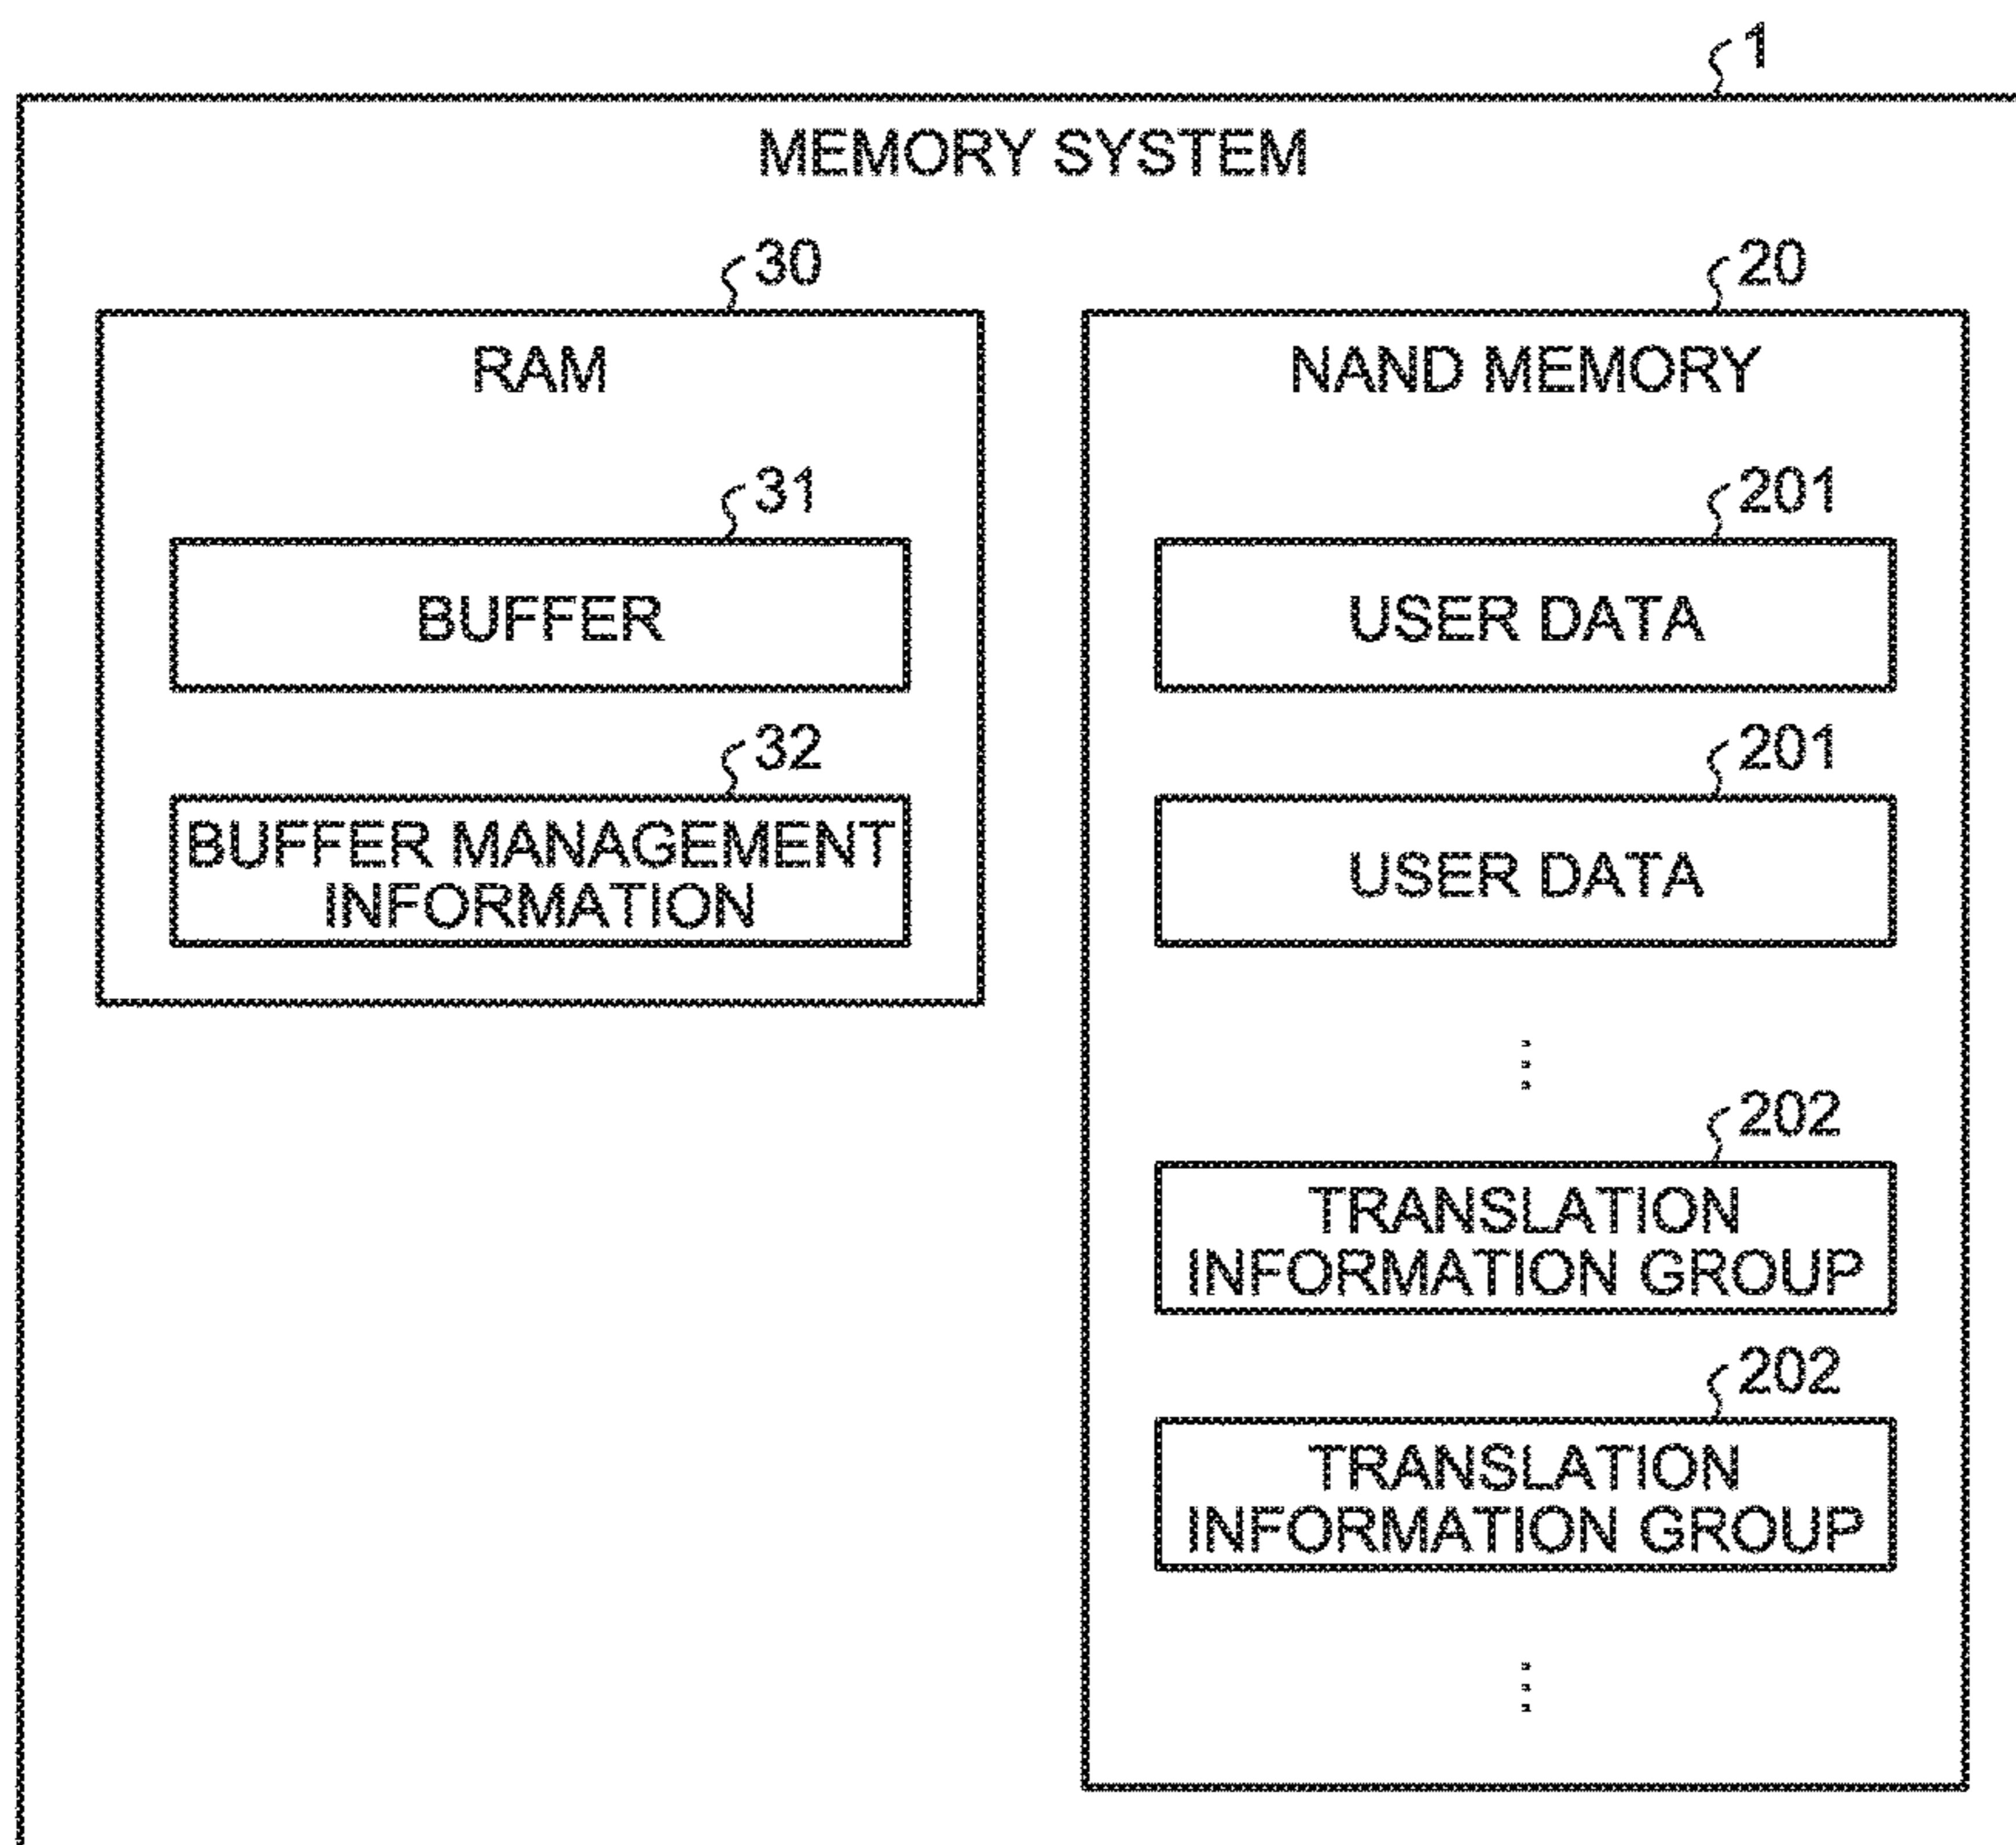 1
MEMORY SYSTEM
30
RAM
31
BUFFER
32
BUFFER MANAGEMENT
INFORMATION
20
NAND MEMORY
201
USER DATA
201
USER DATA
202
TRANSLATION
INFORMATION GROUP
202
TRANSLATION
INFORMATION GROUP